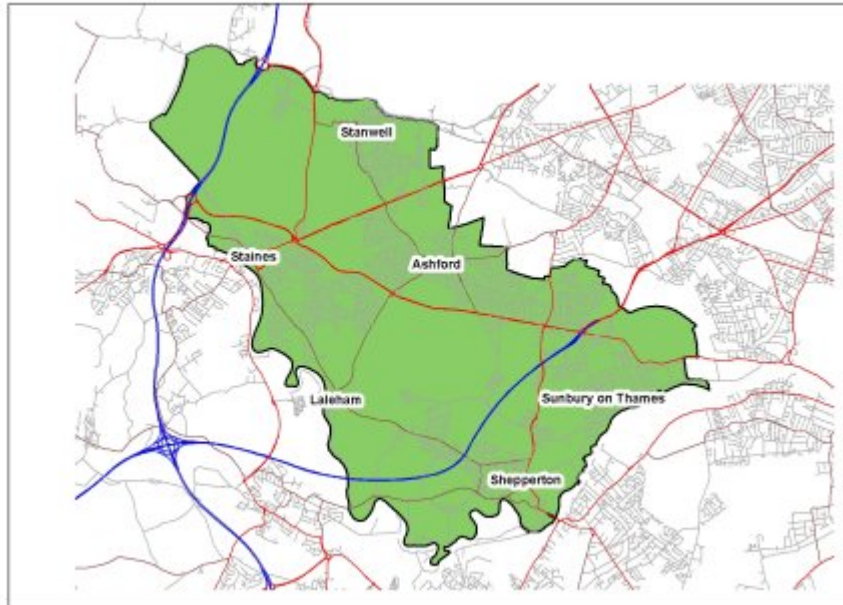 Stanwell
Staines
Ashford
Laleham
Sunbury on Thames
Shepperton